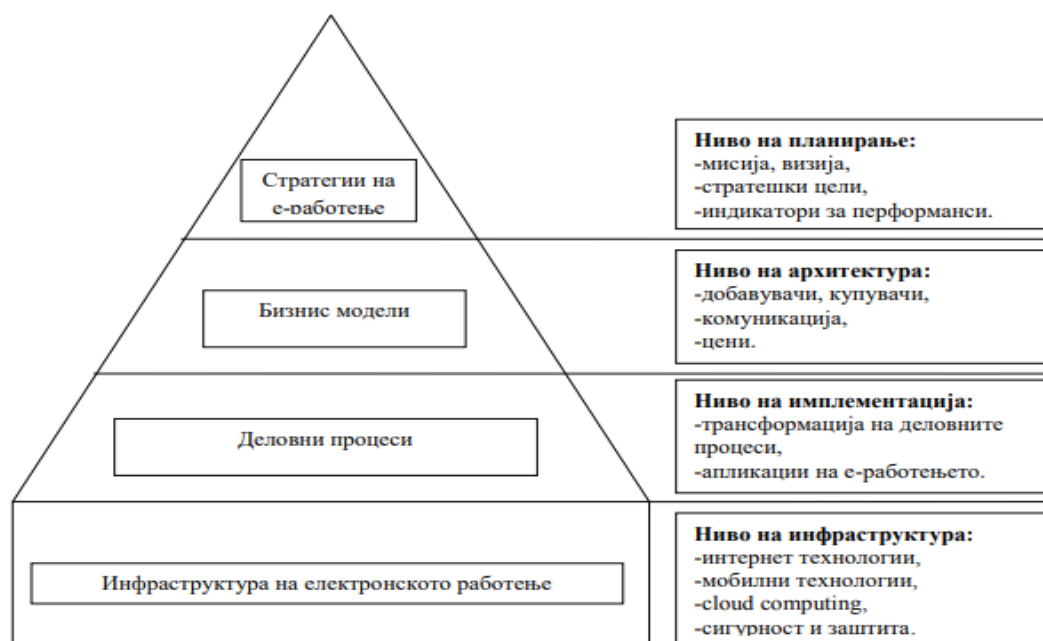 Стратегии на
е-работење
Ниво на планирање:
-мисија, визија,
-стратешки цели,
-индикатори за перформанси.
Бизнис модели
Ниво на архитектура:
-добавувачи, купувачи,
-комуникација,
-цени.
Деловни процеси
Ниво на имплементација:
-трансформација на деловните
процеси,
-апликации на е-работењето.
Инфраструктура на електронското работење
Ниво на инфраструктура:
-интернет технологии,
-мобилни технологии,
-cloud computing,
-сигурност и заштита.